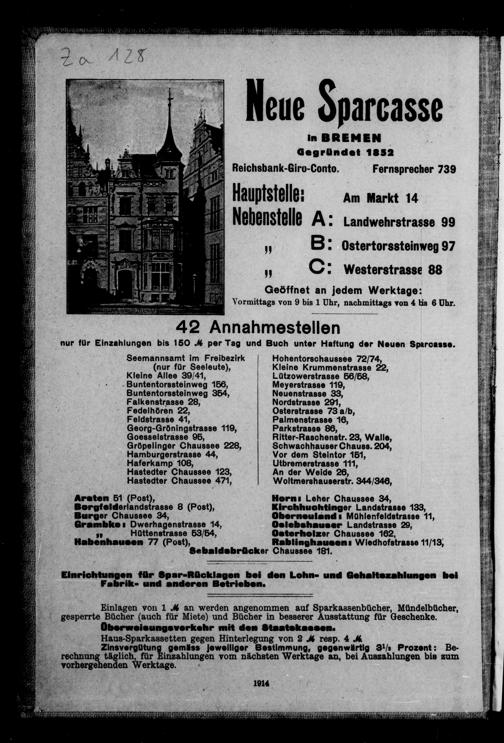 Za 128
Neue Sparcasse
in BREMEN
Gegründet 1852
Reichsbank-Giro-Conto. Fernsprecher 739
Hauptstelle: Am Markt 14
Nebenstelle A: Landwehrstrasse 99
„ B: Ostertorssteinweg 97
„ C: Westerstrasse 88
Geöffnet an jedem Werktage:
Vormittags von 9 bis 1 Uhr, nachmittags von 4 bis 6 Uhr.
42 Annahmestellen
nur für Einzahlungen bis 150 ℳ per Tag und Buch unter Haftung der Neuen Sparcasse.
Seemannsamt im Freibezirk
(nur für Seeleute),
Kleine Allee 39/41,
Buntentorssteinweg 156,
Buntentorssteinweg 354,
Falkenstrasse 28,
Fedelhören 22,
Feldstrasse 41,
Georg-Gröningstrasse 119,
Goesselstrasse 95,
Gröpelinger Chaussee 228,
Hamburgerstrasse 44,
Haferkamp 108,
Hastedter Chaussee 123,
Hastedter Chaussee 471,
Hohentorschaussee 72/74,
Kleine Krummenstrasse 22,
Lützowerstrasse 56/58,
Meyerstrasse 119,
Neuenstrasse 33,
Nordstrasse 291,
Osterstrasse 73 a/b,
Palmenstrasse 16,
Parkstrasse 86,
Ritter-Raschenstr. 23, Walle,
Schwachhauser Chauss. 204,
Vor dem Steintor 151,
Utbremerstrasse 111,
An der Weide 26,
Woltmershauserstr. 344/346,
Arsten 51 (Post),
Borgfelderlandstrasse 8 (Post),
Burger Chaussee 34,
Grambke: Dwerhagenstrasse 14,
„ Hüttenstrasse 53/54,
Habenhausen 77 (Post),
Horn: Leher Chaussee 34,
Kirchhuchtinger Landstrasse 133,
Oberneuland: Mühlenfeldstrasse 11,
Oslebshauser Landstrasse 29,
Osterholzer Chaussee 162,
Rablinghausen: Wiedhofstrasse 11/13,
Sebaldsbrücker Chaussee 181.
Einrichtungen für Spar-Rücklagen bei den Lohn- und Gehaltszahlungen bei
Fabrik- und anderen Betrieben.
Einlagen von 1 ℳ an werden angenommen auf Sparkassenbücher, Mündelbücher,
gesperrte Bücher (auch für Miete) und Bücher in besserer Ausstattung für Geschenke.
Überweisungsverkehr mit den Staatskassen.
Haus-Sparkassetten gegen Hinterlegung von 2 ℳ resp. 4 ℳ.
Zinsvergütung gemäss jeweiliger Bestimmung, gegenwärtig 3½ Prozent: Be-
rechnung täglich, für Einzahlungen vom nächsten Werktage an, bei Auszahlungen bis zum
vorhergehenden Werktage.
1914